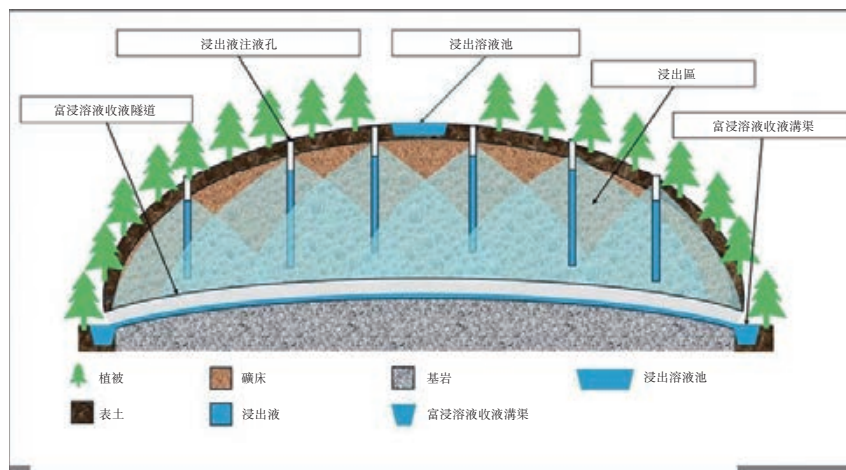 浸出液注液孔
浸出溶液池
浸出區
富浸溶液收液隧道
富浸溶液收液溝渠
植被
礦床
基岩
浸出溶液池
表土
浸出液
富浸溶液收液溝渠